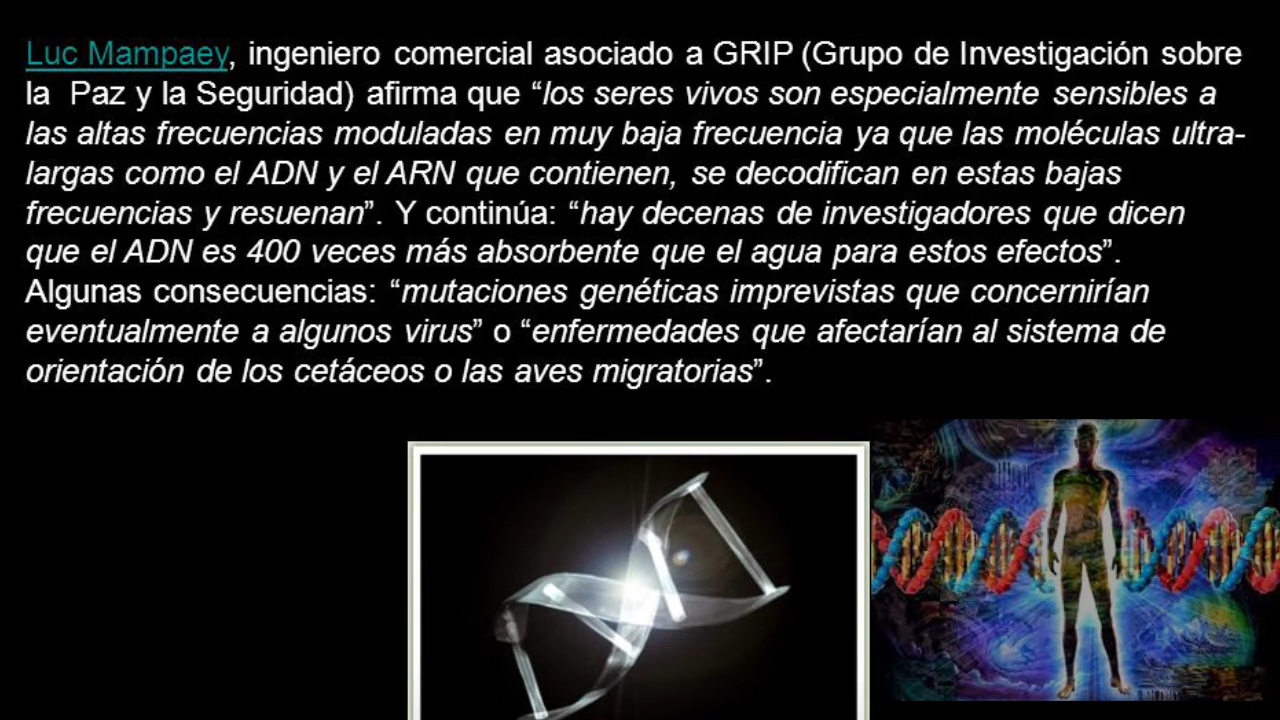 Luc Mampaey, ingeniero comercial asociado a GRIP (Grupo de Investigación sobre
la  Paz y la Seguridad) afirma que “los seres vivos son especialmente sensibles a
las altas frecuencias moduladas en muy baja frecuencia ya que las moléculas ultra-
largas como el ADN y el ARN que contienen, se decodifican en estas bajas
frecuencias y resuenan”. Y continúa: “hay decenas de investigadores que dicen
que el ADN es 400 veces más absorbente que el agua para estos efectos”.
Algunas consecuencias: “mutaciones genéticas imprevistas que concernirían
eventualmente a algunos virus” o “enfermedades que afectarían al sistema de
orientación de los cetáceos o las aves migratorias”.